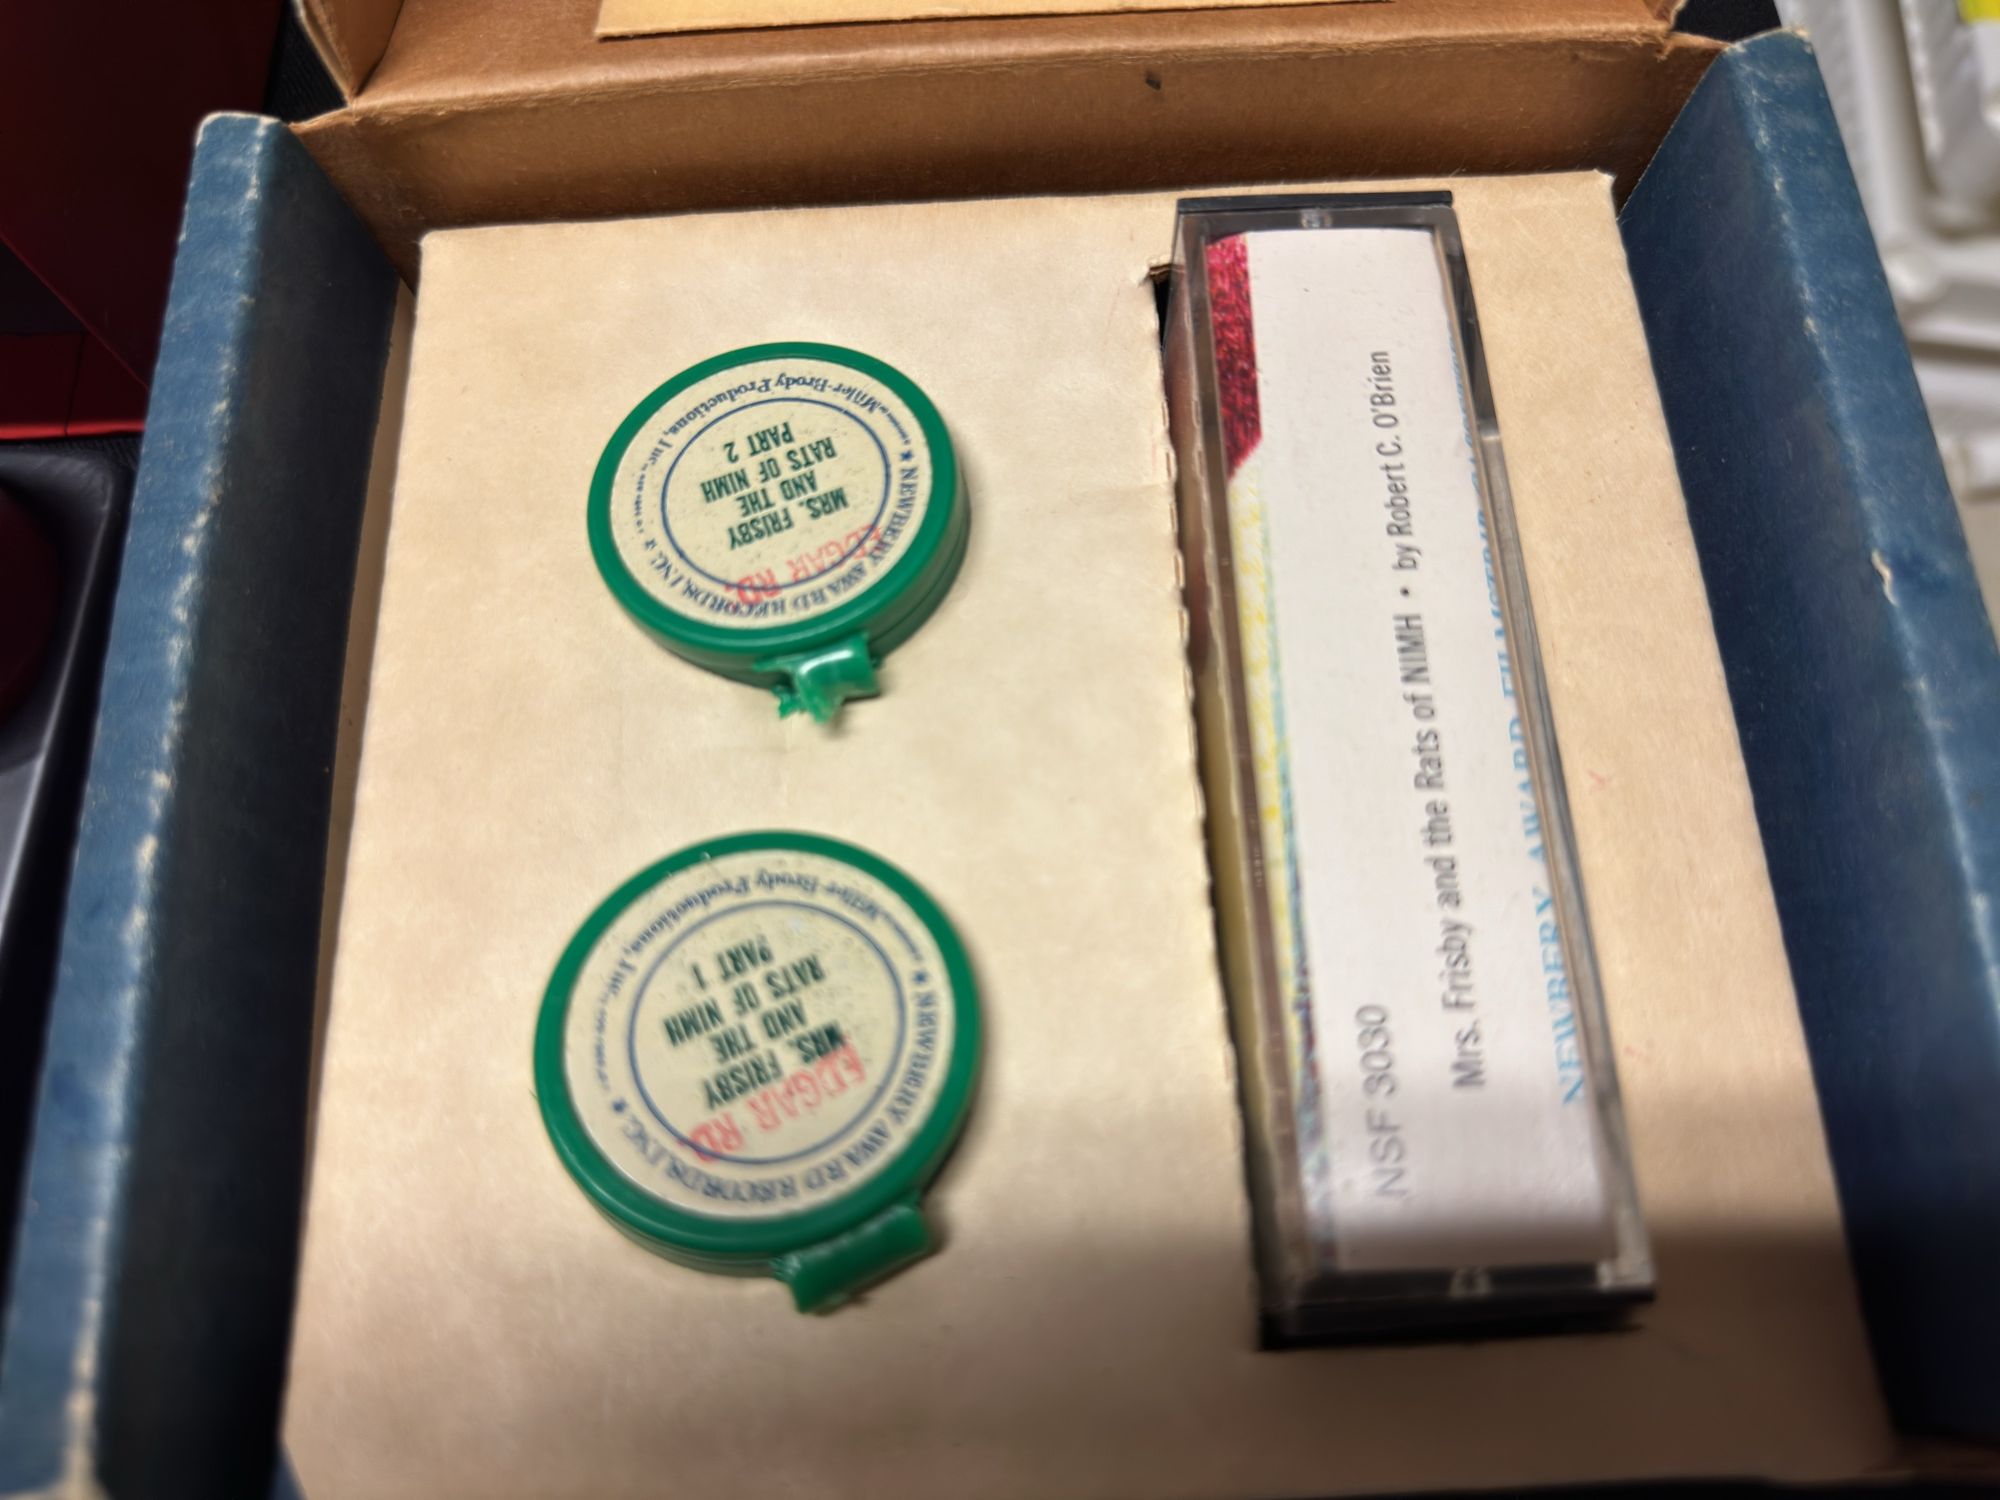 Miller-Brody Productions, Inc.
★ NEWBERY AWARD RECORDS, INC. ★
MRS. FRISBY
AND THE
RATS OF NIMH
PART 2
EDGAR RD.
Miller-Brody Productions, Inc.
★ NEWBERY AWARD RECORDS, INC. ★
MRS. FRISBY
AND THE
RATS OF NIMH
PART 1
EDGAR RD.
NSF 3030
Mrs. Frisby and the Rats of NIMH • by Robert C. O'Brien
NEWBERY AWARD FILMSTRIP